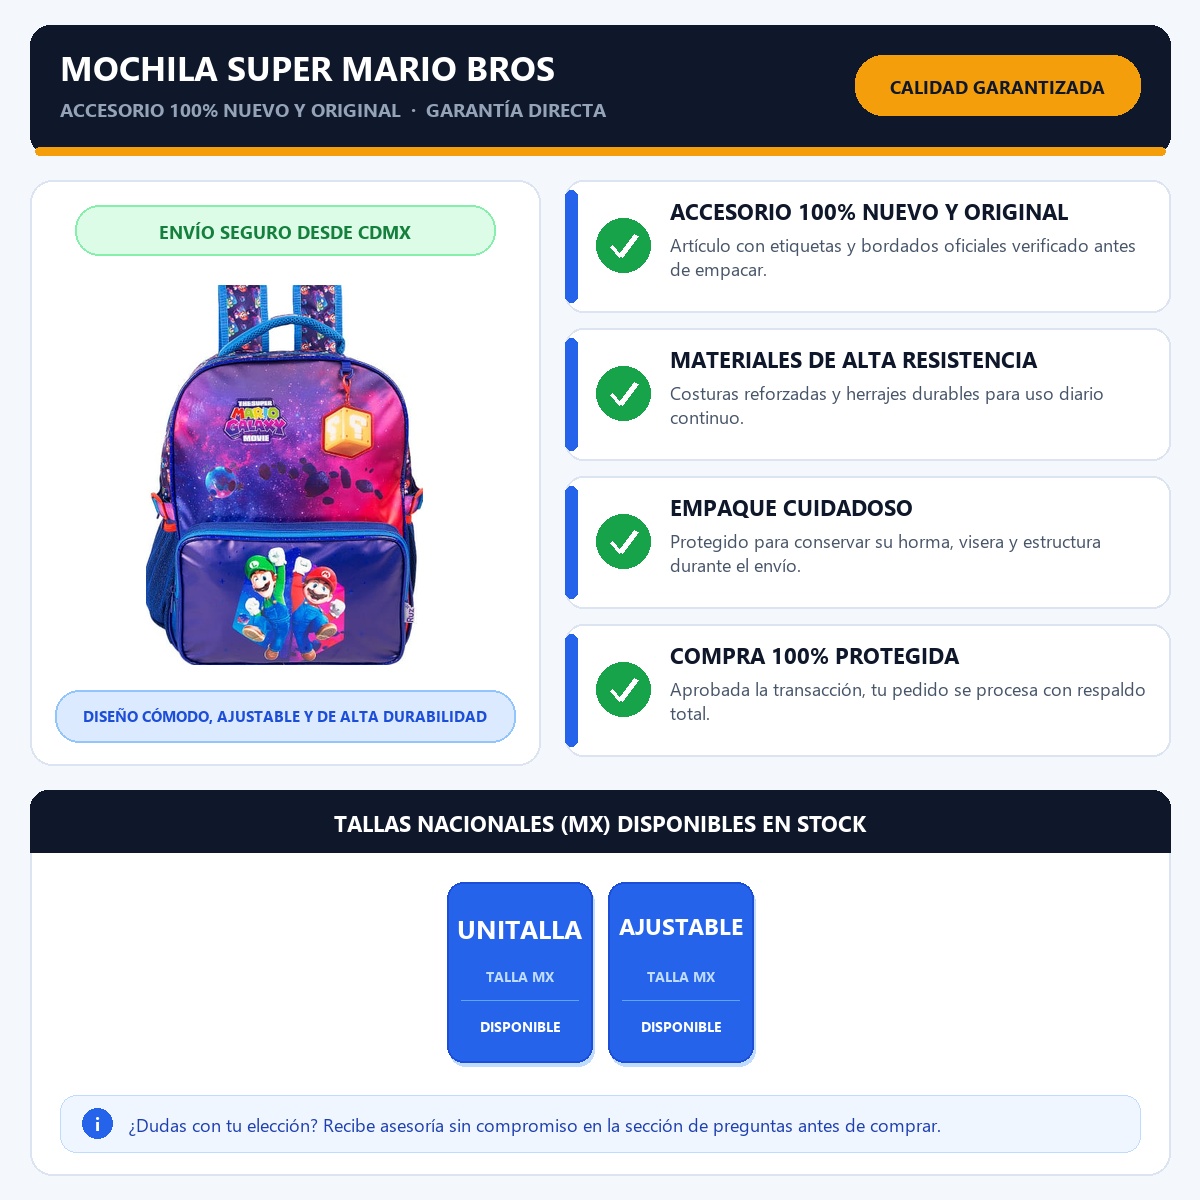 MOCHILA SUPER MARIO BROS
ACCESORIO 100% NUEVO Y ORIGINAL · GARANTÍA DIRECTA
CALIDAD GARANTIZADA
ENVÍO SEGURO DESDE CDMX
THE SUPER
MARIO
GALAXY
MOVIE
? ?
Ruz
DISEÑO CÓMODO, AJUSTABLE Y DE ALTA DURABILIDAD
ACCESORIO 100% NUEVO Y ORIGINAL
Artículo con etiquetas y bordados oficiales verificado antes
de empacar.
MATERIALES DE ALTA RESISTENCIA
Costuras reforzadas y herrajes durables para uso diario
continuo.
EMPAQUE CUIDADOSO
Protegido para conservar su horma, visera y estructura
durante el envío.
COMPRA 100% PROTEGIDA
Aprobada la transacción, tu pedido se procesa con respaldo
total.
TALLAS NACIONALES (MX) DISPONIBLES EN STOCK
UNITALLA
TALLA MX
DISPONIBLE
AJUSTABLE
TALLA MX
DISPONIBLE
¿Dudas con tu elección? Recibe asesoría sin compromiso en la sección de preguntas antes de comprar.